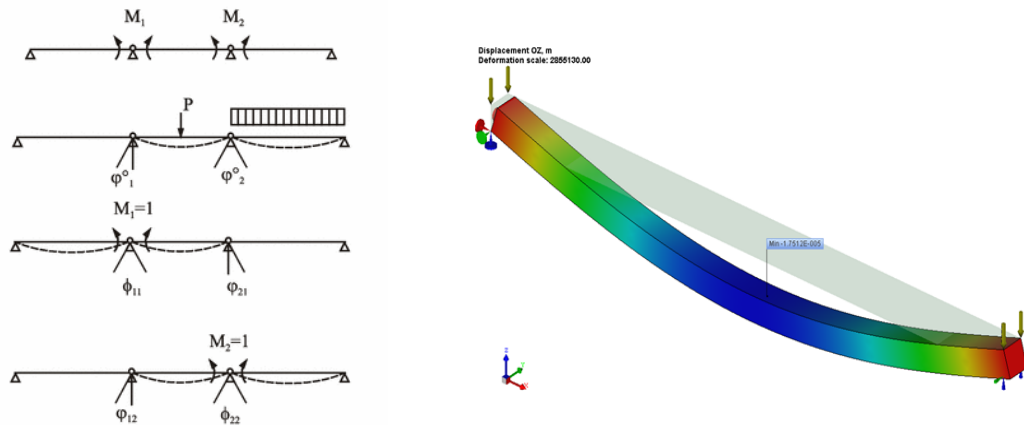 M₁ M₂
P
φ°₁ φ°₂
M₁=1
ϕ₁₁ φ₂₁
M₂=1
φ₁₂ ϕ₂₂
Displacement OZ, m
Deformation scale: 2855130.00
Min -1.7513E-005